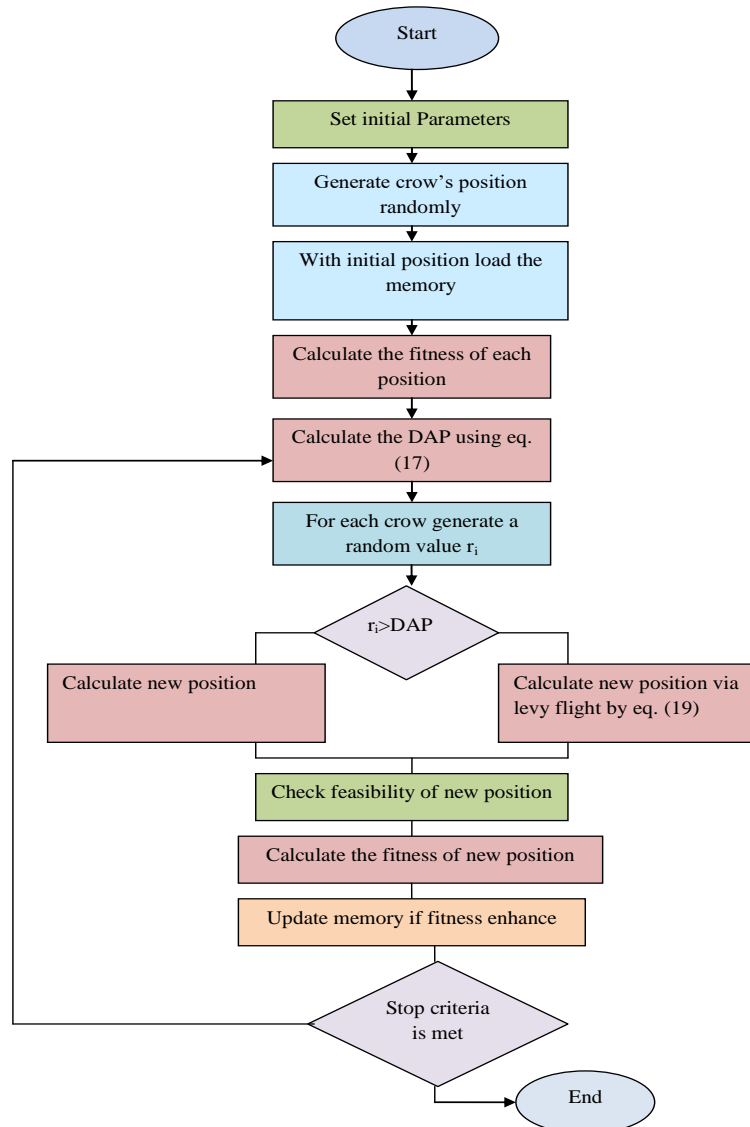 Start
Set initial Parameters
Generate crow's position
randomly
With initial position load the
memory
Calculate the fitness of each
position
Calculate the DAP using eq.
(17)
For each crow generate a
random value rᵢ
rᵢ>DAP
Calculate new position
Calculate new position via
levy flight by eq. (19)
Check feasibility of new position
Calculate the fitness of new position
Update memory if fitness enhance
Stop criteria
is met
End